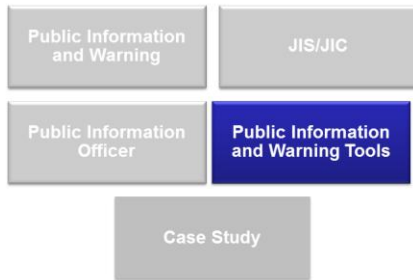 Public Information
and Warning
JIS/JIC
Public Information
Officer
Public Information
and Warning Tools
Case Study